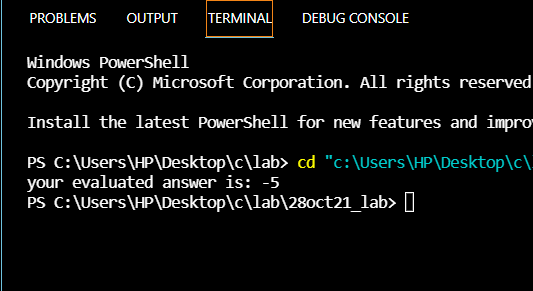 PROBLEMS OUTPUT TERMINAL DEBUG CONSOLE
Windows PowerShell
Copyright (C) Microsoft Corporation. All rights reserved
Install the latest PowerShell for new features and impro
PS C:\Users\HP\Desktop\c\lab> cd "c:\Users\HP\Desktop\c\
your evaluated answer is: -5
PS C:\Users\HP\Desktop\c\lab\28oct21_lab>